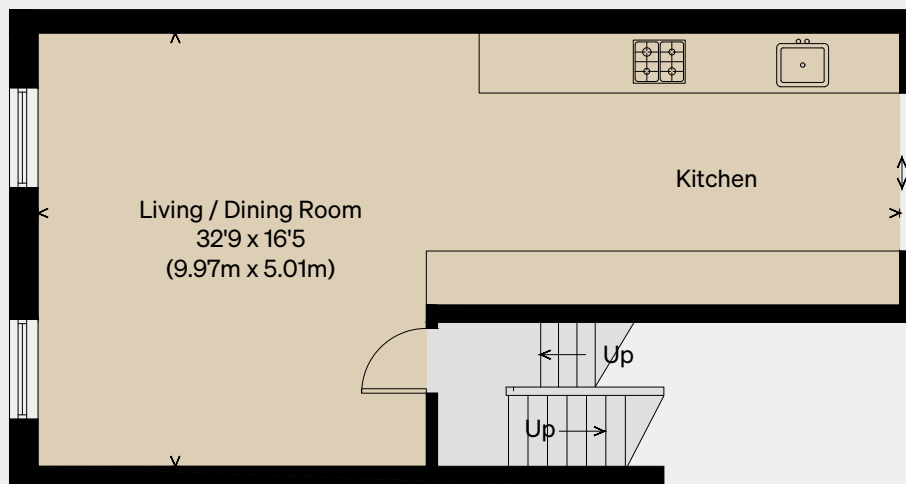 Kitchen
Living / Dining Room
32'9 x 16'5
(9.97m x 5.01m)
Up
Up